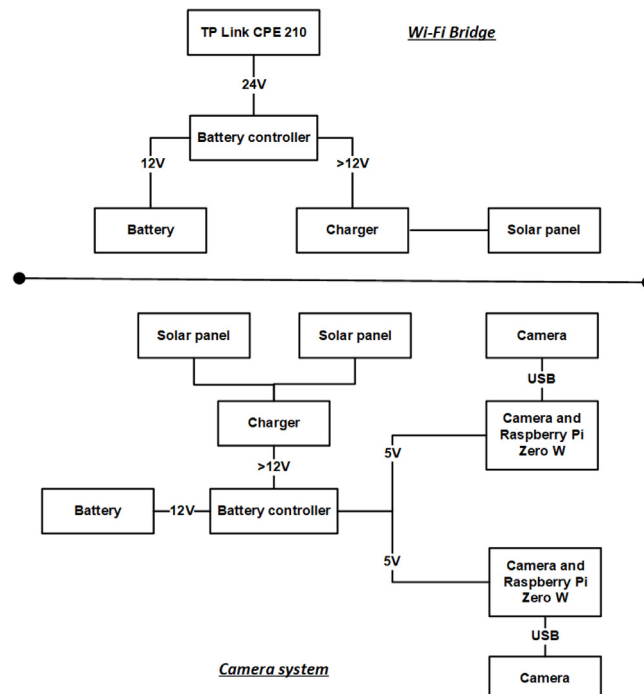 TP Link CPE 210
Wi-Fi Bridge
24V
Battery controller
12V
>12V
Battery
Charger
Solar panel
Solar panel
Solar panel
Camera
USB
Charger
Camera and
Raspberry Pi
Zero W
5V
>12V
Battery
12V
Battery controller
5V
Camera and
Raspberry Pi
Zero W
USB
Camera system
Camera